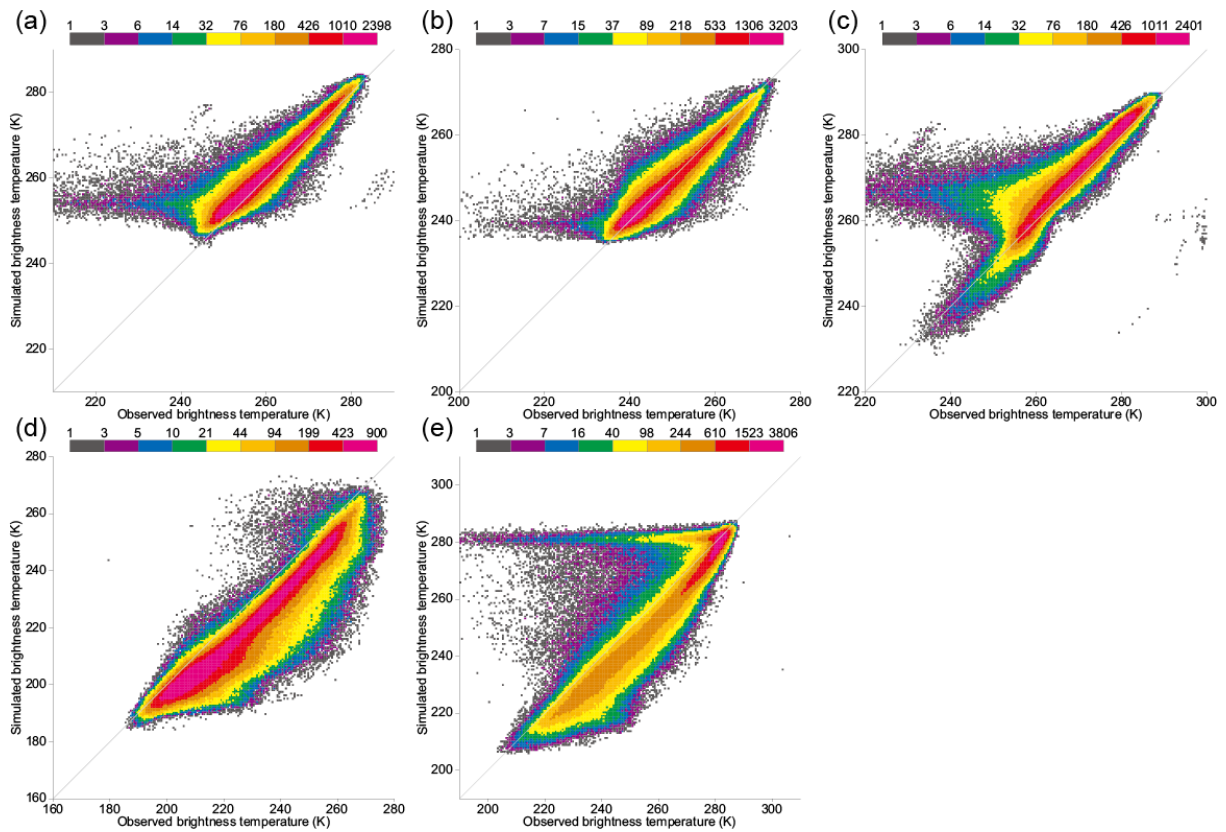 (a) (b) (c)
1 3 6 14 32 76 180 426 1010 2398
1 3 7 15 37 89 218 533 1306 3203
1 3 6 14 32 76 180 426 1011 2401
Simulated brightness temperature (K)
280
260
240
220
220 240 260 280
Observed brightness temperature (K)
Simulated brightness temperature (K)
280
260
240
220
200
200 220 240 260 280
Observed brightness temperature (K)
Simulated brightness temperature (K)
300
280
260
240
220
220 240 260 280 300
Observed brightness temperature (K)
(d) (e)
1 3 5 10 21 44 94 199 423 900
1 3 7 16 40 98 244 610 1523 3806
Simulated brightness temperature (K)
280
260
240
220
200
180
160
160 180 200 220 240 260 280
Observed brightness temperature (K)
Simulated brightness temperature (K)
300
280
260
240
220
200
200 220 240 260 280 300
Observed brightness temperature (K)